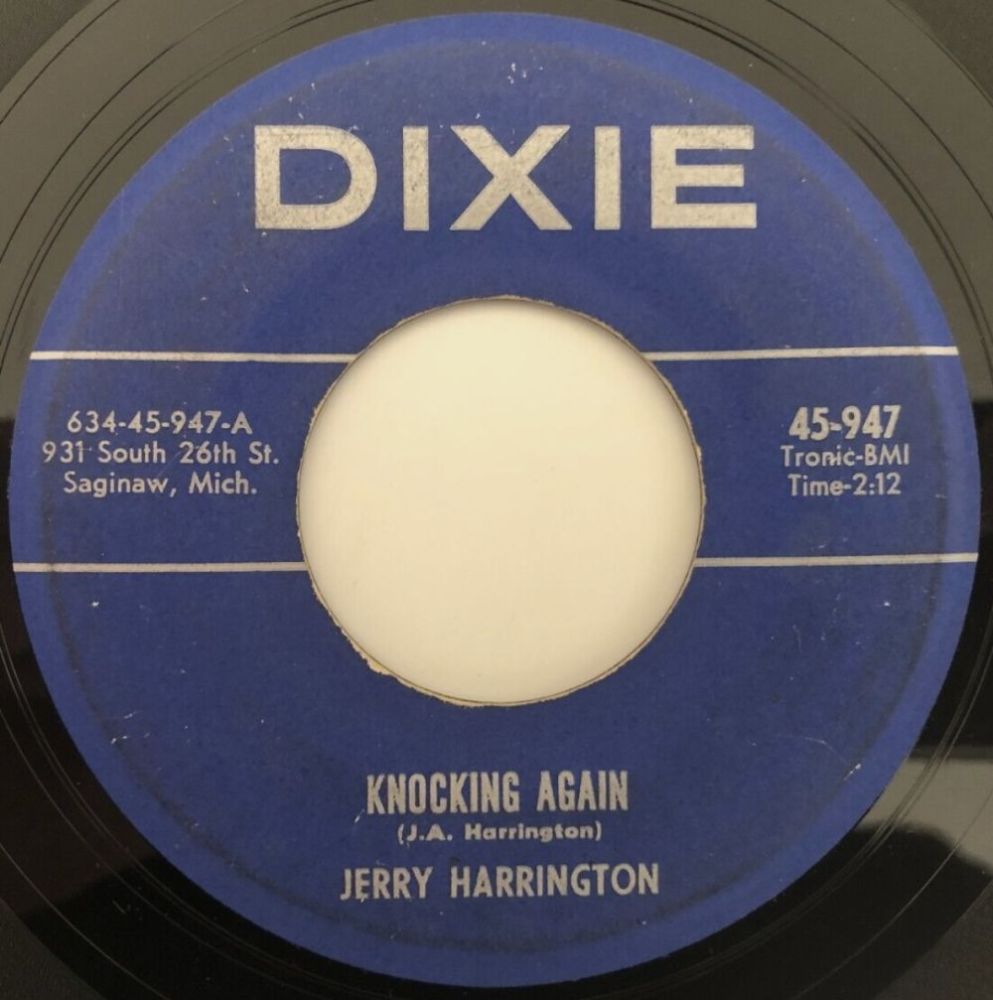 DIXIE
634-45-947-A
931 South 26th St.
Saginaw, Mich.
45-947
Tronic-BMI
Time-2:12
KNOCKING AGAIN
(J.A. Harrington)
JERRY HARRINGTON